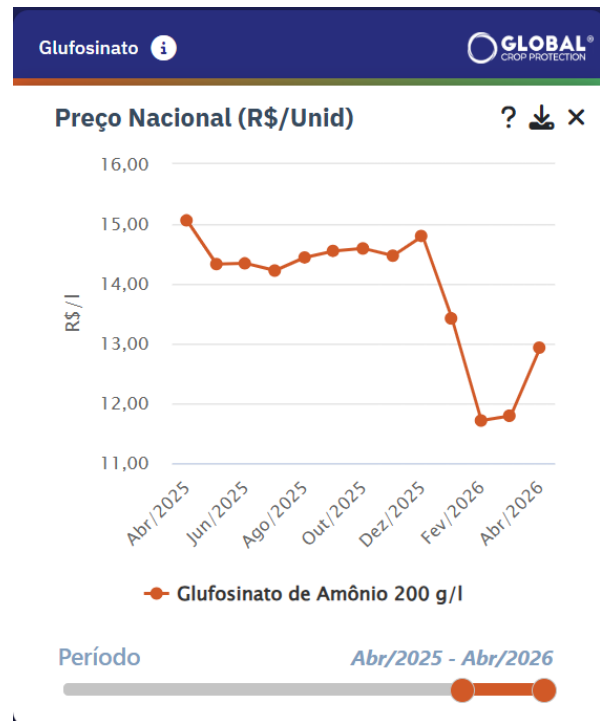 Glufosinato i
GLOBAL®
CROP PROTECTION
Preço Nacional (R$/Unid) ?
16,00
15,00
14,00
13,00
12,00
11,00
R$/l
Abr/2025
Jun/2025
Ago/2025
Out/2025
Dez/2025
Fev/2026
Abr/2026
Glufosinato de Amônio 200 g/l
Período
Abr/2025 - Abr/2026